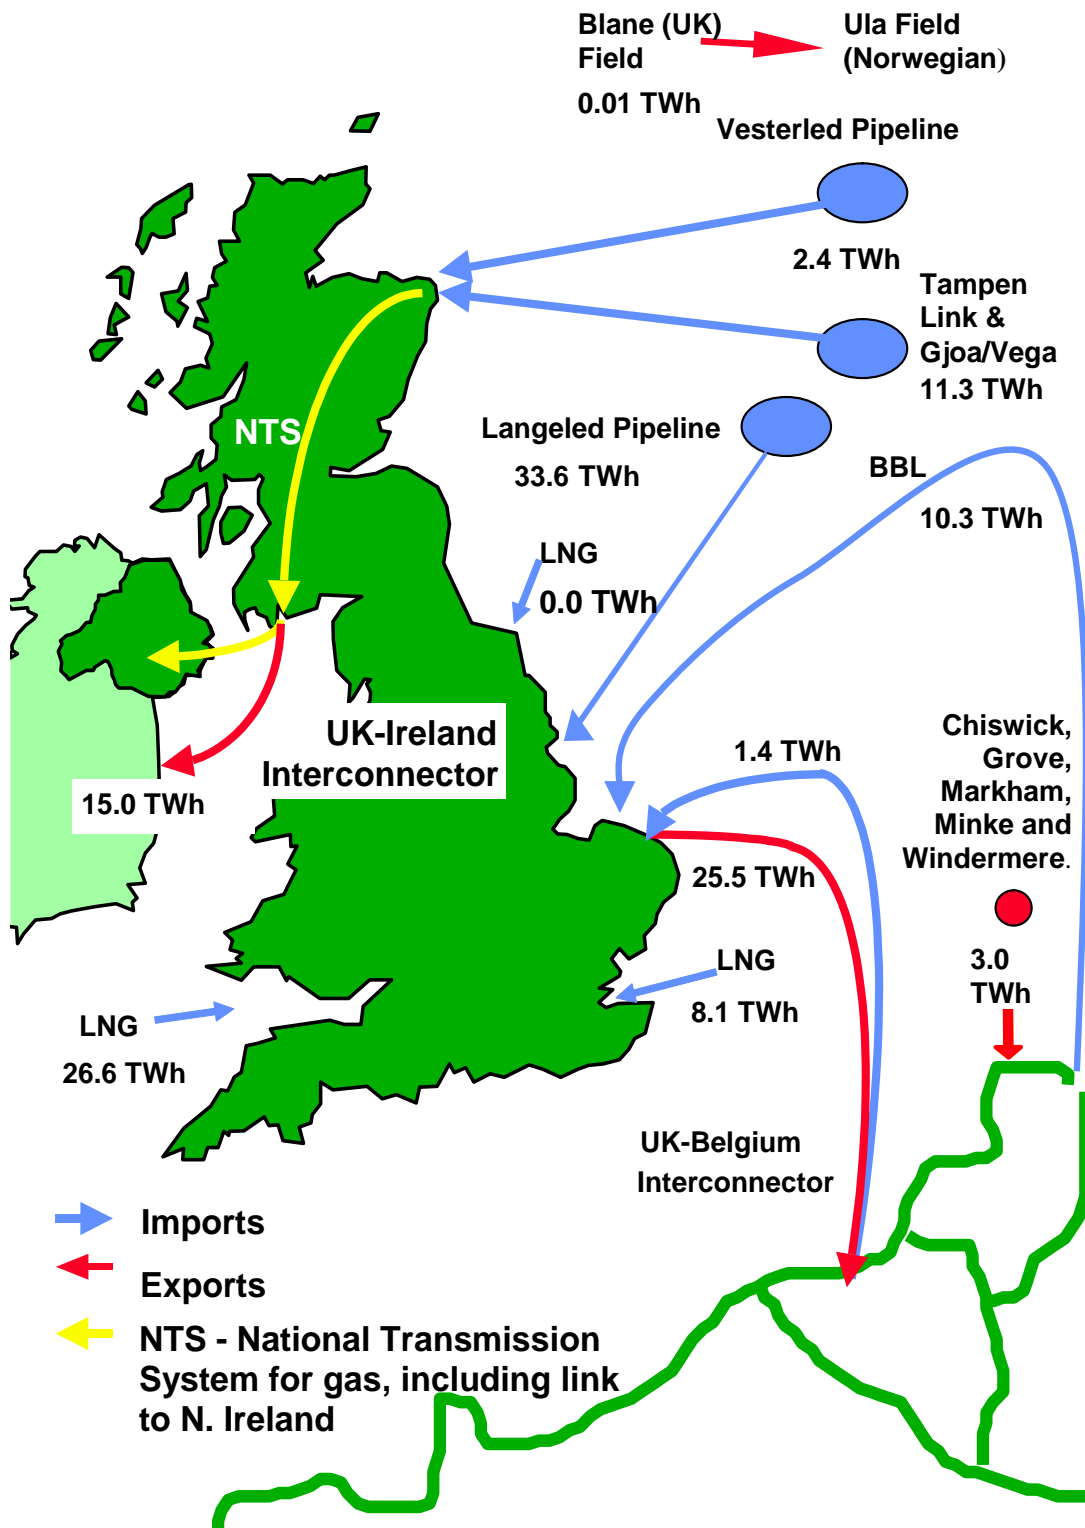 Blane (UK)
Field
0.01 TWh
Ula Field
(Norwegian)
Vesterled Pipeline
2.4 TWh
Tampen
Link &
Gjoa/Vega
11.3 TWh
NTS
Langeled Pipeline
33.6 TWh
BBL
10.3 TWh
LNG
0.0 TWh
UK-Ireland
Interconnector
15.0 TWh
1.4 TWh
Chiswick,
Grove,
Markham,
Minke and
Windermere.
25.5 TWh
3.0
TWh
LNG
8.1 TWh
LNG
26.6 TWh
UK-Belgium
Interconnector
Imports
Exports
NTS - National Transmission
System for gas, including link
to N. Ireland